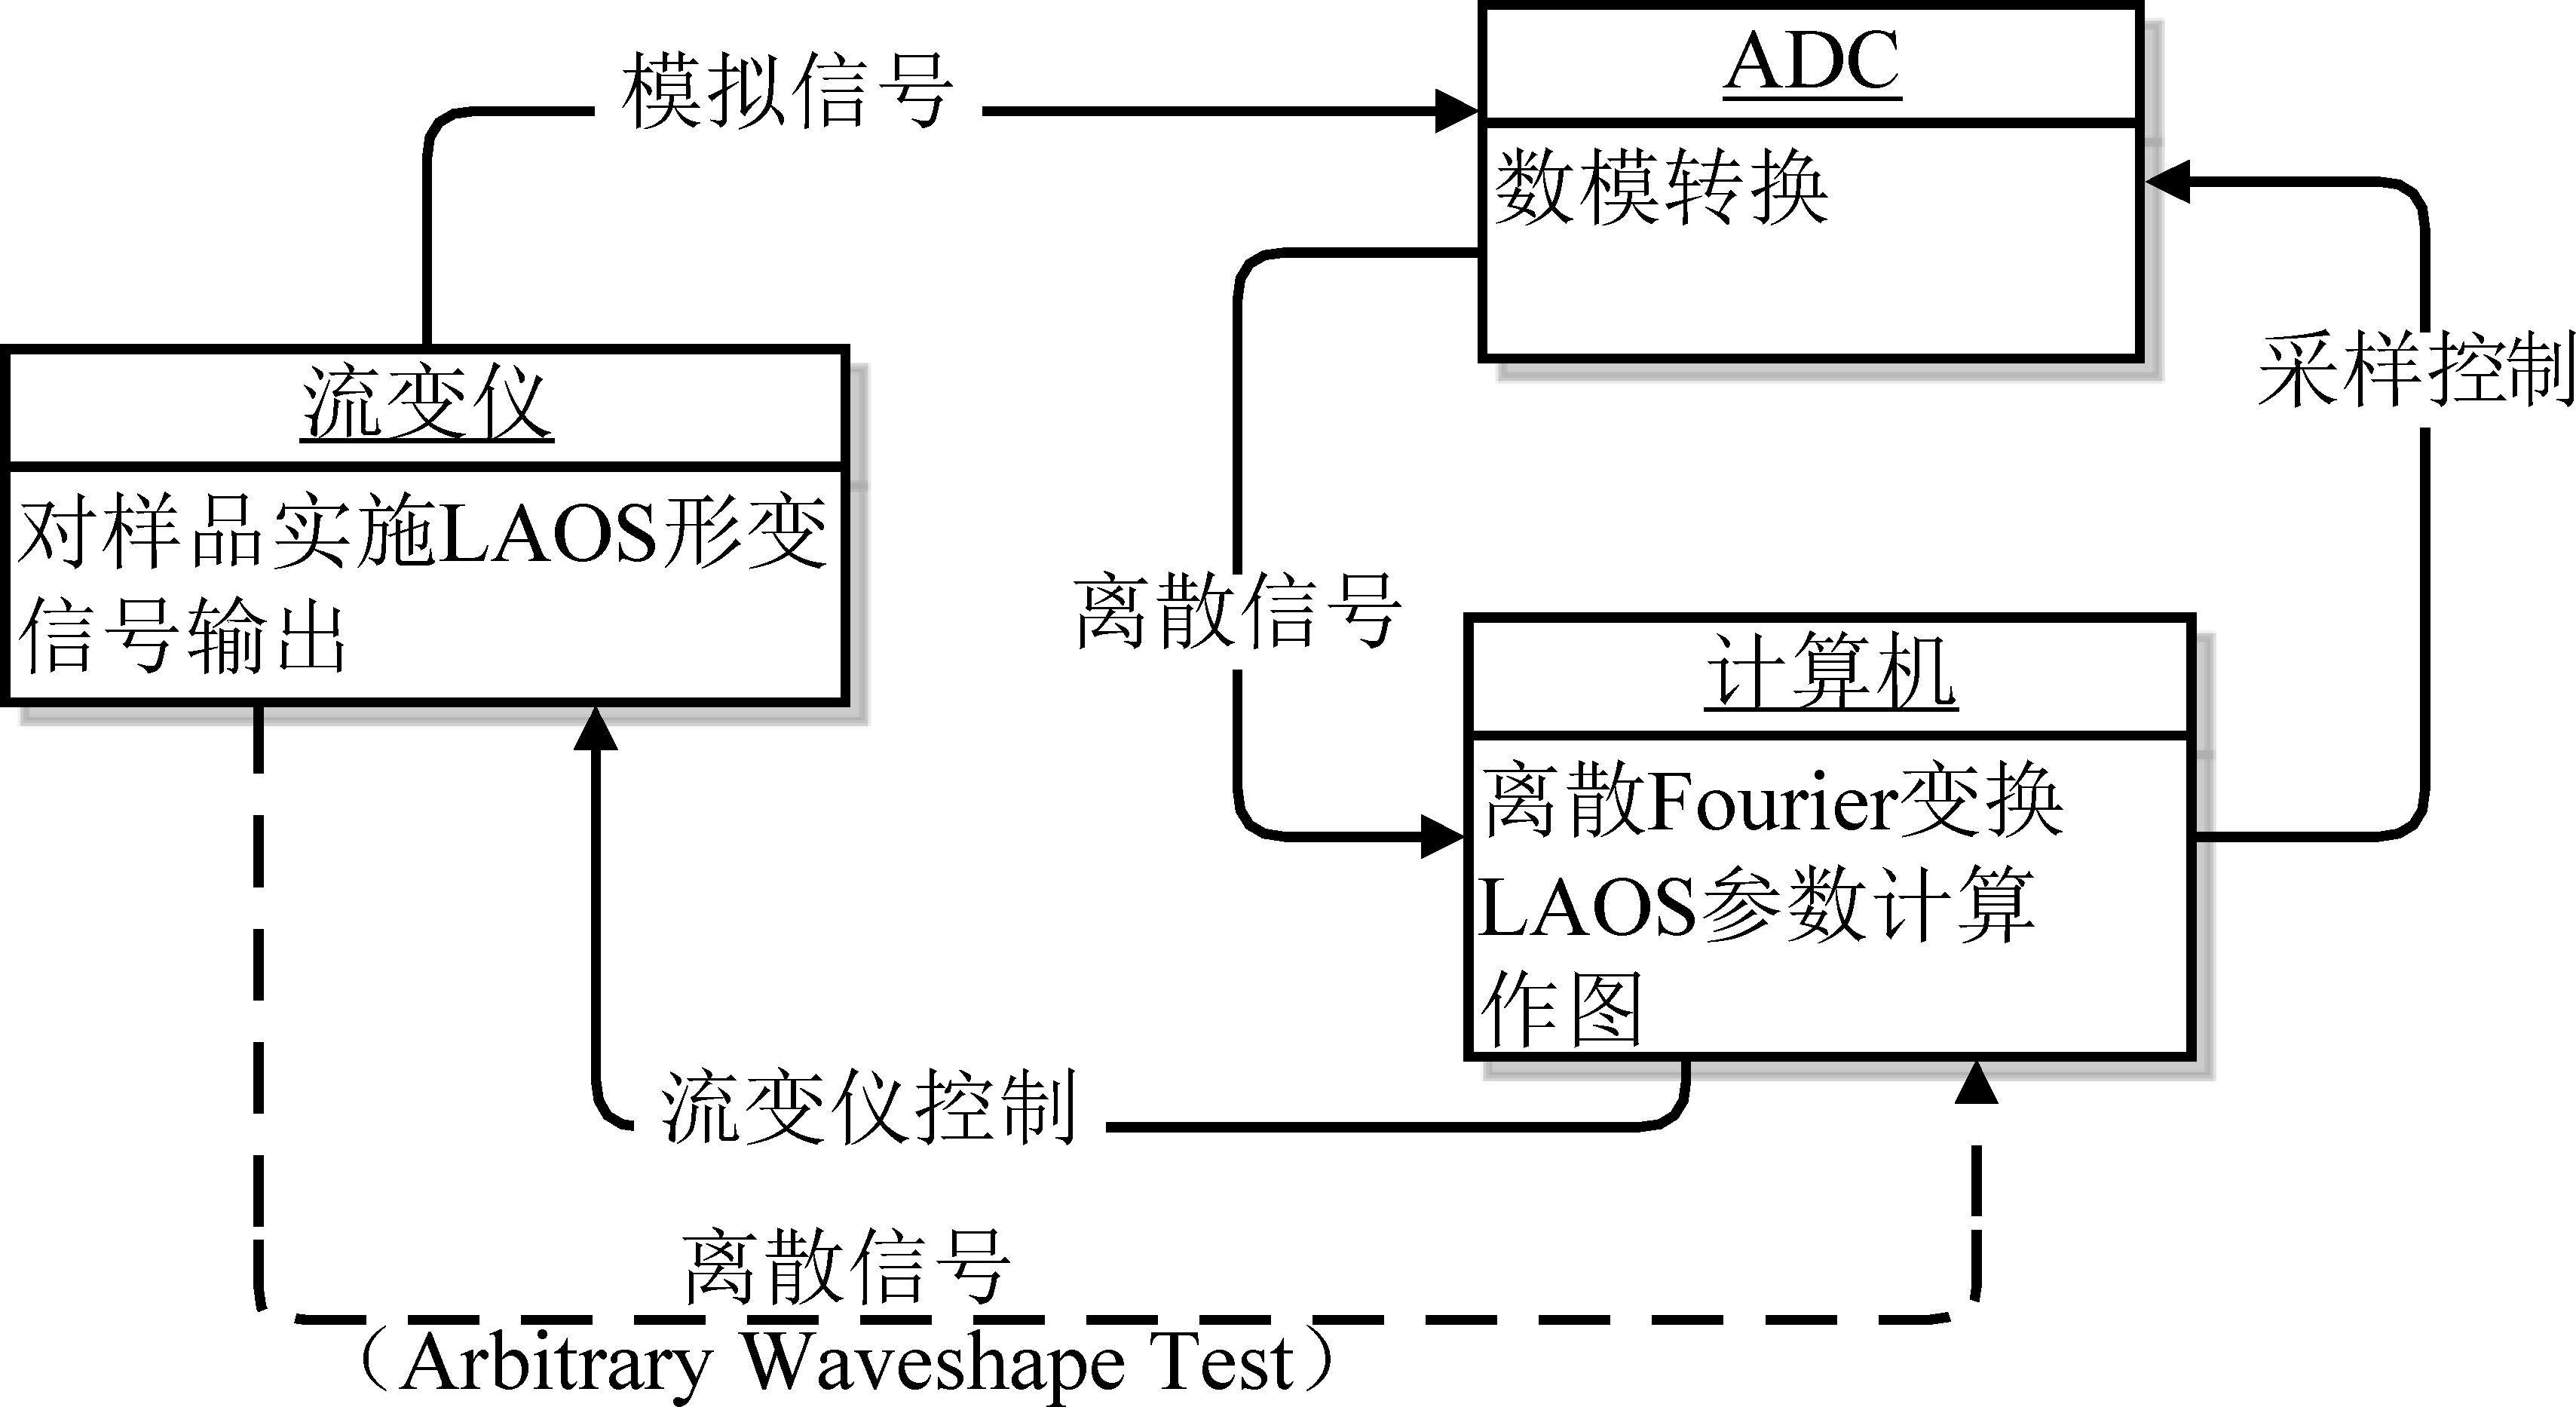 模拟信号
ADC
数模转换
采样控制
流变仪
对样品实施LAOS形变
信号输出
离散信号
计算机
离散Fourier变换
LAOS参数计算
作图
流变仪控制
离散信号
（Arbitrary Waveshape Test）